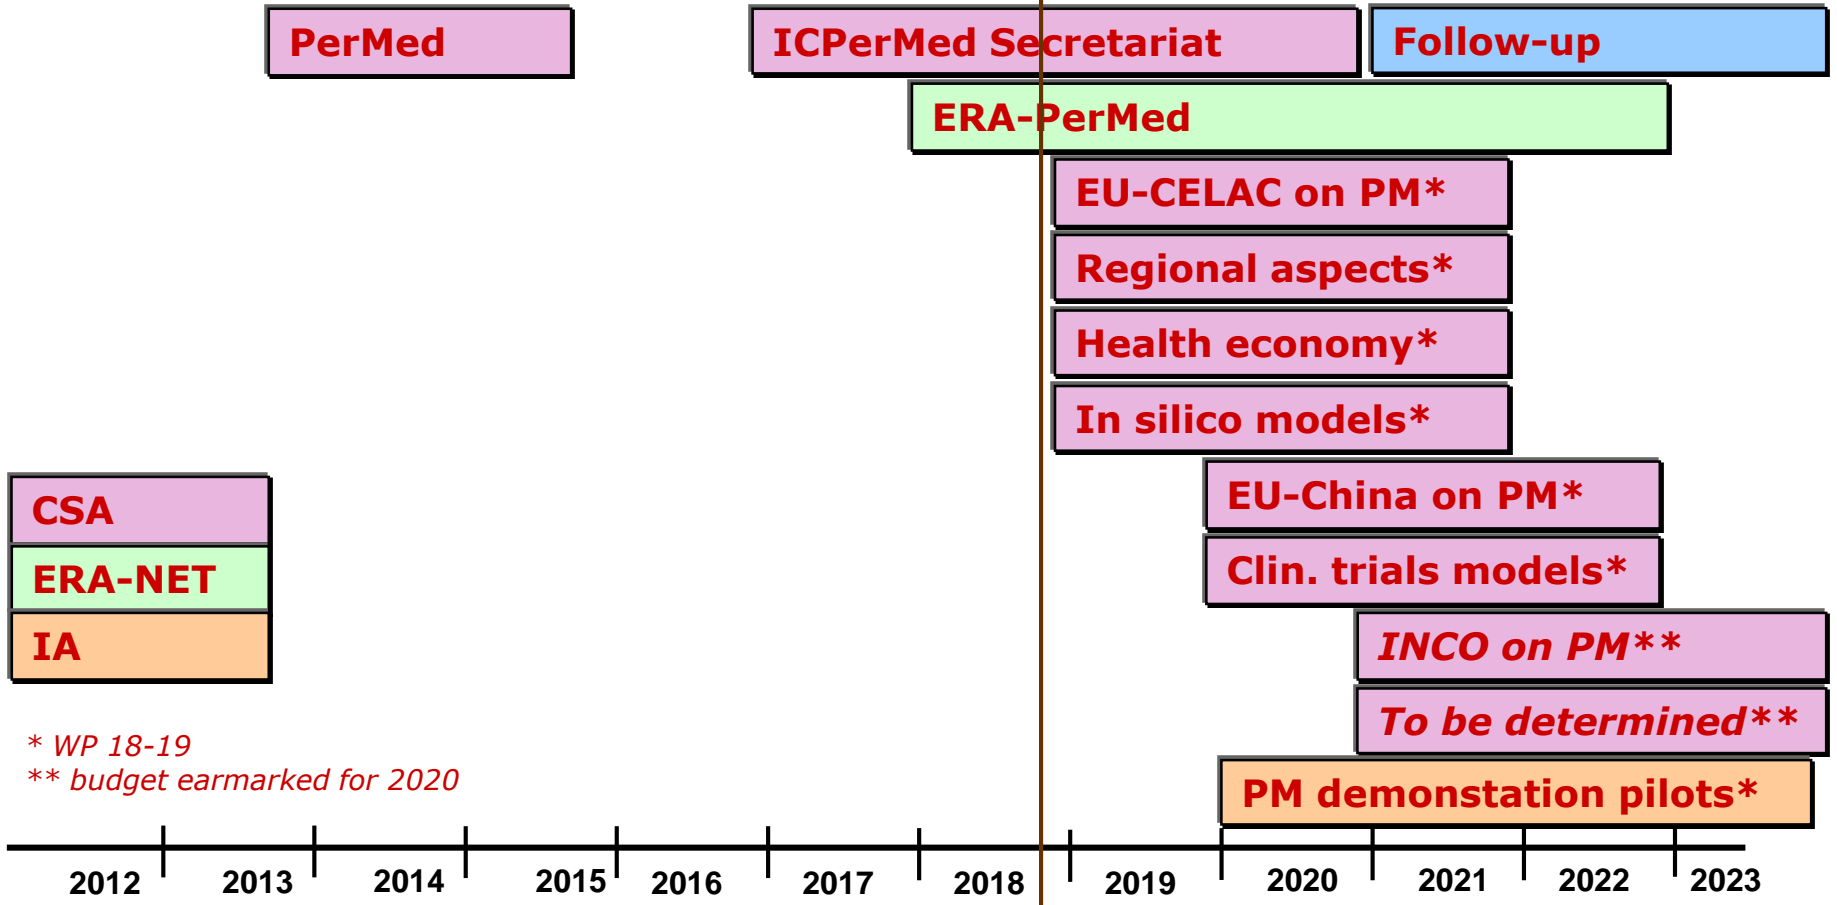 PerMed
ICPerMed Secretariat
Follow-up
ERA-PerMed
EU-CELAC on PM*
Regional aspects*
Health economy*
In silico models*
CSA
EU-China on PM*
ERA-NET
Clin. trials models*
IA
INCO on PM**
To be determined**
* WP 18-19
** budget earmarked for 2020
PM demonstation pilots*
2012 2013 2014 2015 2016 2017 2018 2019 2020 2021 2022 2023